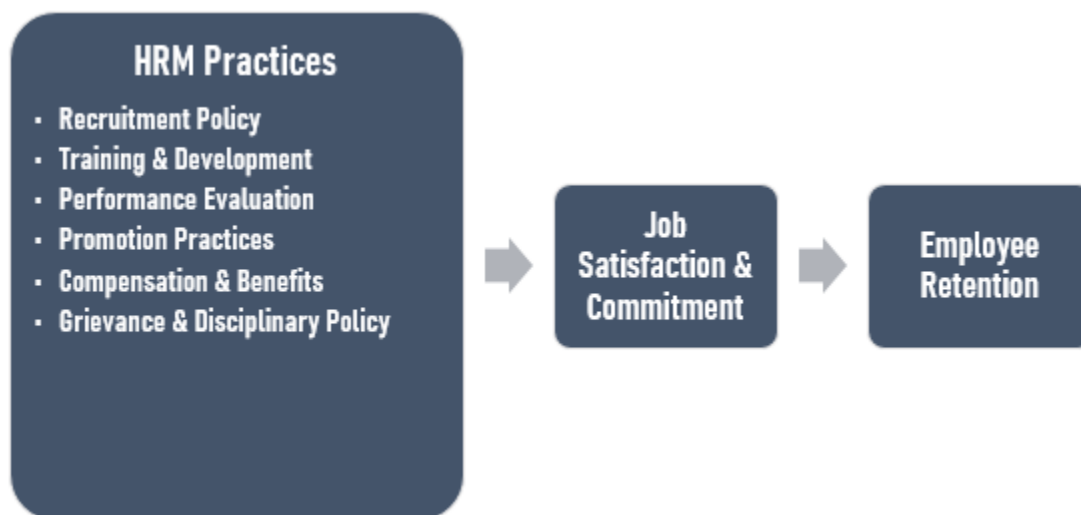 HRM Practices
· Recruitment Policy
· Training & Development
· Performance Evaluation
· Promotion Practices
· Compensation & Benefits
· Grievance & Disciplinary Policy
Job
Satisfaction &
Commitment
Employee
Retention